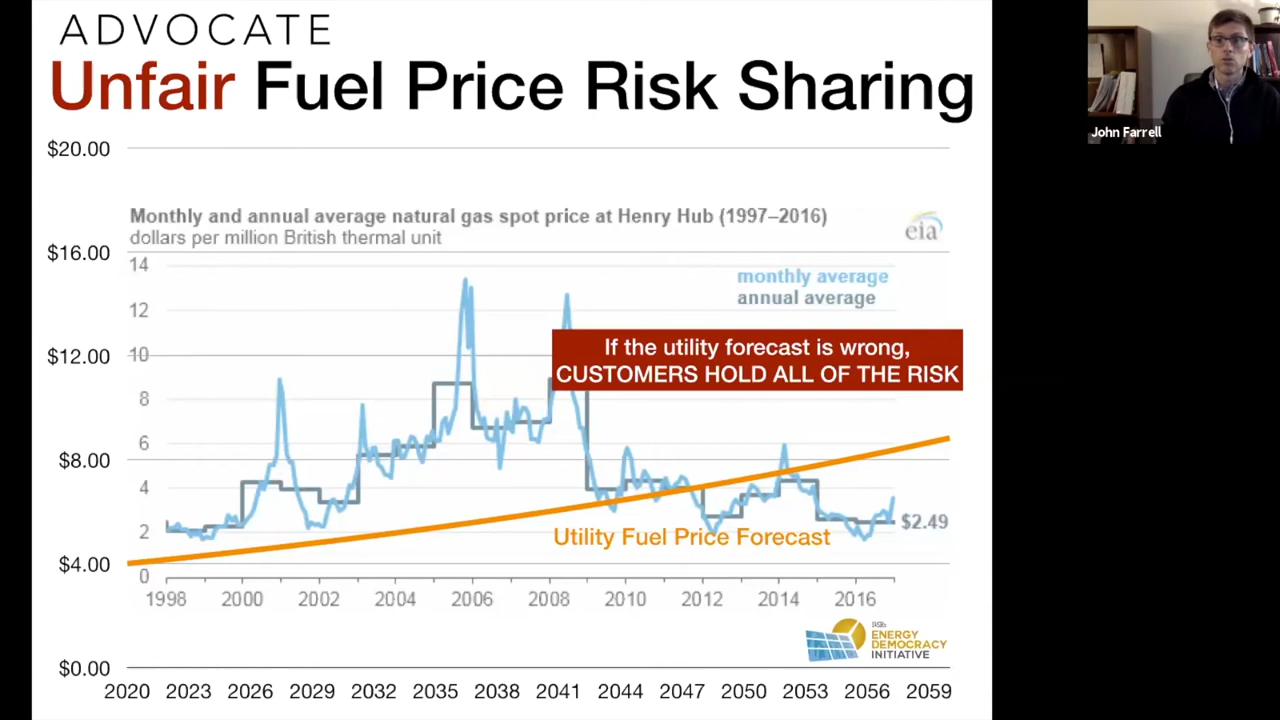 ADVOCATE
Unfair Fuel Price Risk Sharing
John Farrell
$20.00
Monthly and annual average natural gas spot price at Henry Hub (1997–2016)
dollars per million British thermal unit
eia
$16.00
14
monthly average
annual average
12
If the utility forecast is wrong,
CUSTOMERS HOLD ALL OF THE RISK
$12.00
10
8
6
$8.00
4
$2.49
2
Utility Fuel Price Forecast
$4.00
0
1998 2000 2002 2004 2006 2008 2010 2012 2014 2016
ILSR's
ENERGY
DEMOCRACY
INITIATIVE
$0.00
2020 2023 2026 2029 2032 2035 2038 2041 2044 2047 2050 2053 2056 2059